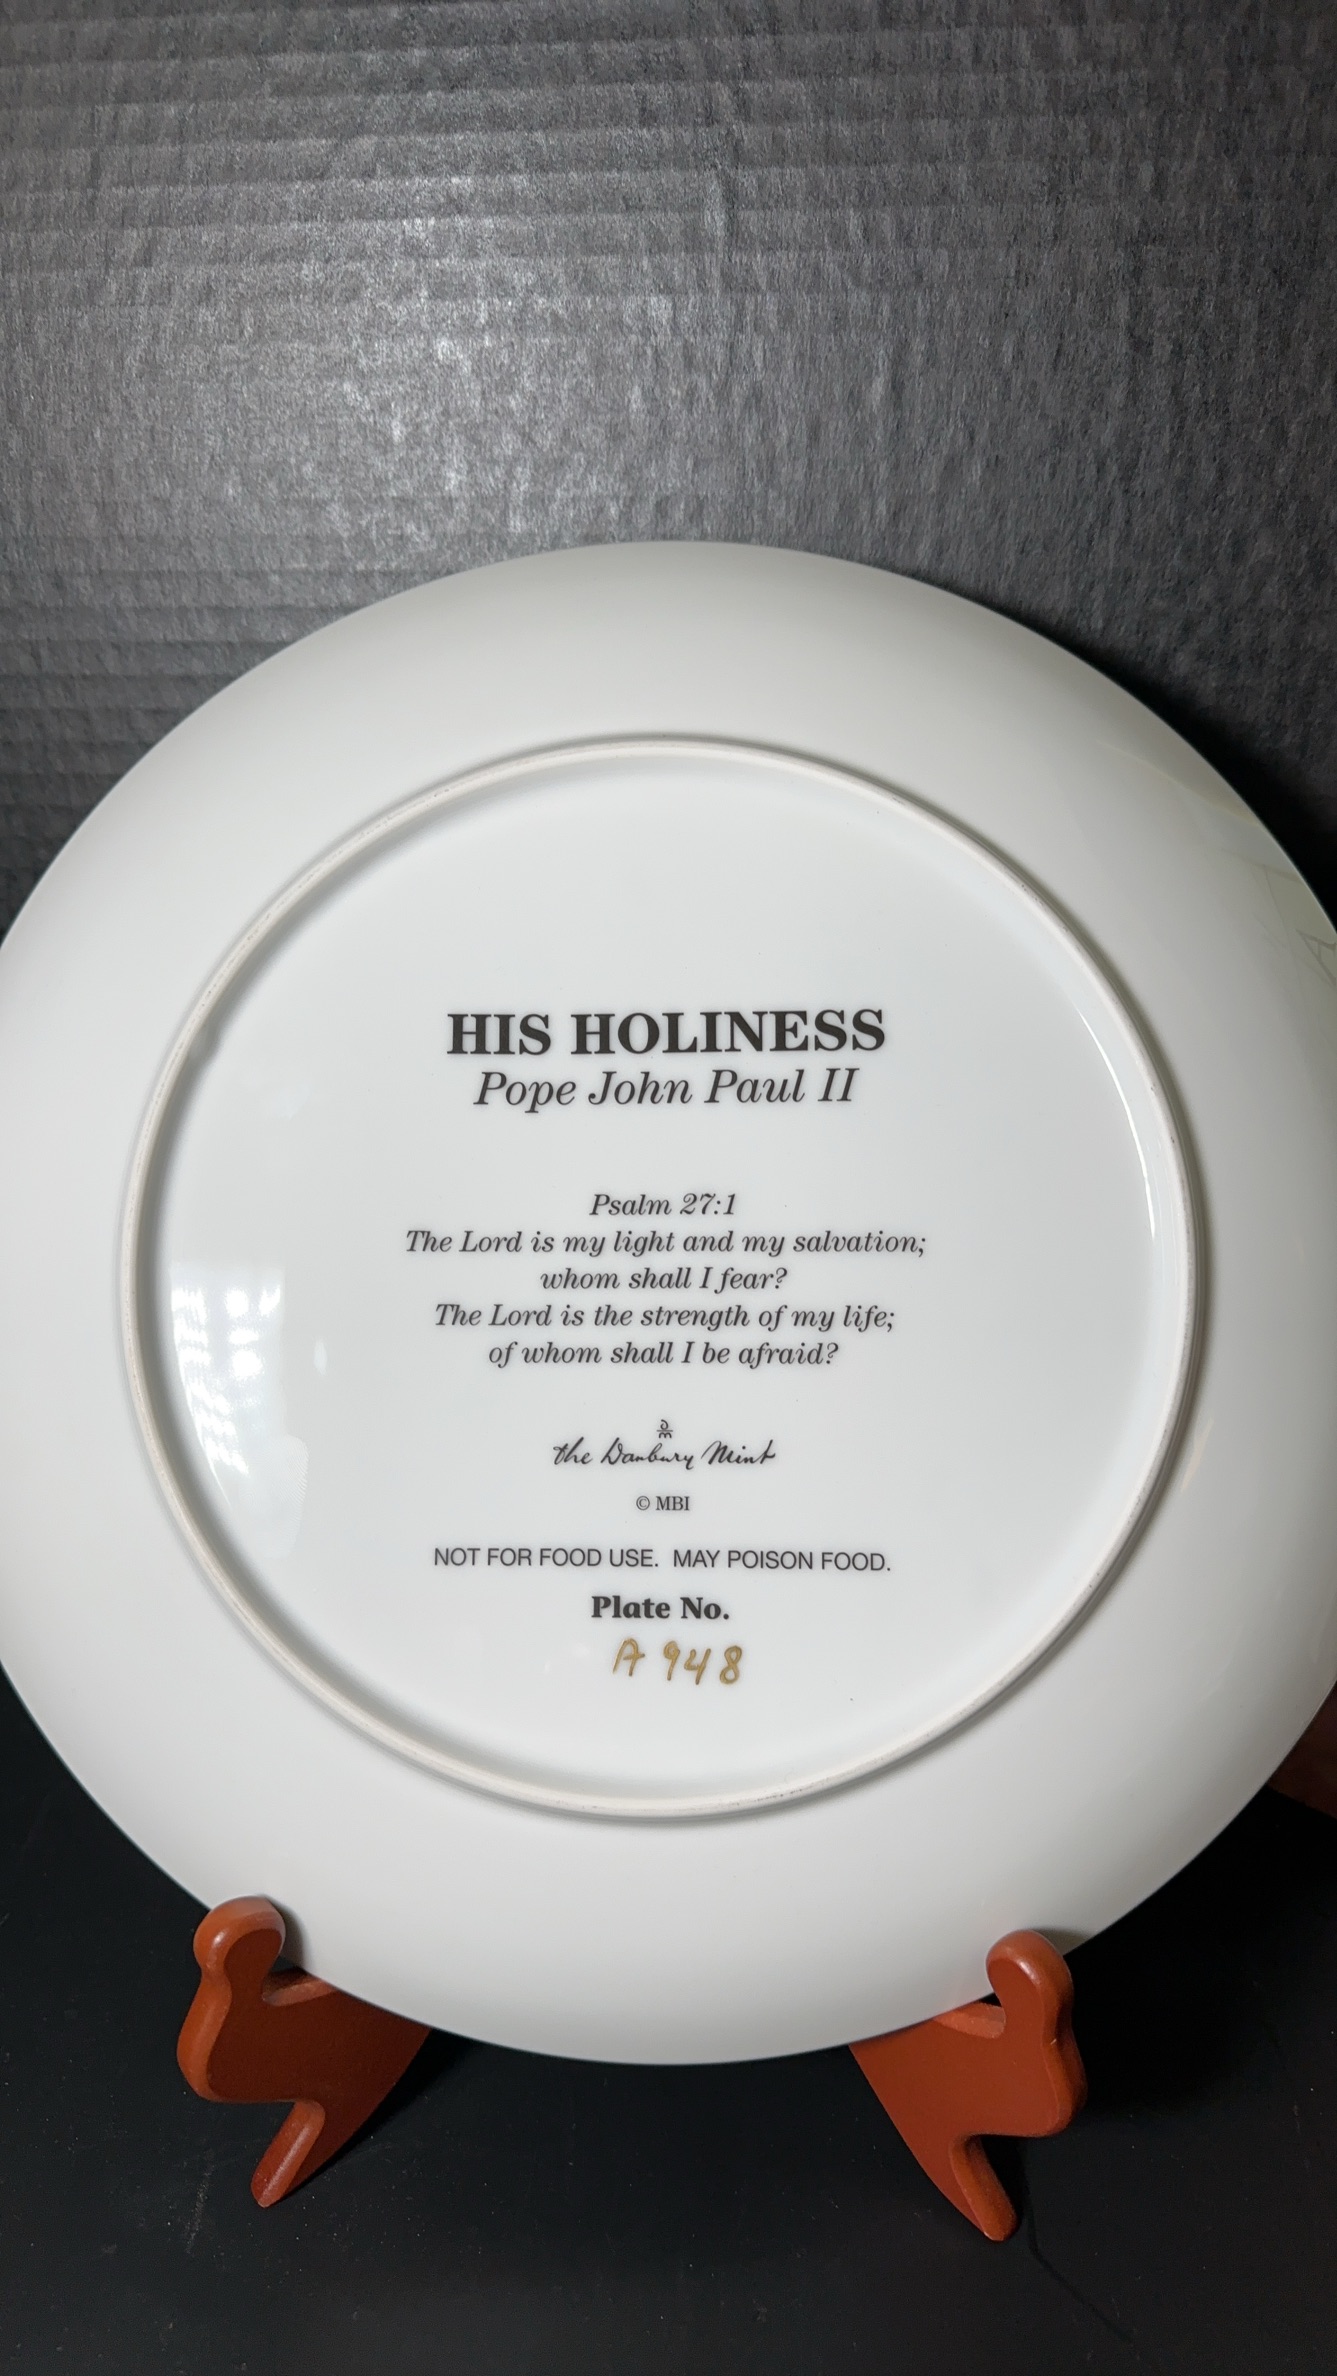 HIS HOLINESS
Pope John Paul II
Psalm 27:1
The Lord is my light and my salvation;
whom shall I fear?
The Lord is the strength of my life;
of whom shall I be afraid?
the Danbury Mint
© MBI
NOT FOR FOOD USE. MAY POISON FOOD.
Plate No.
A 948